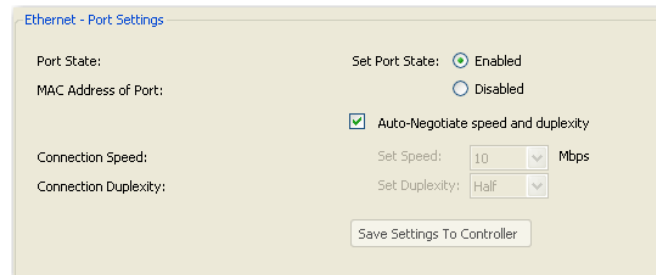 Ethernet - Port Settings
Port State: Set Port State: Enabled
MAC Address of Port: Disabled
Auto-Negotiate speed and duplexity
Connection Speed: Set Speed: 10 Mbps
Connection Duplexity: Set Duplexity: Half
Save Settings To Controller